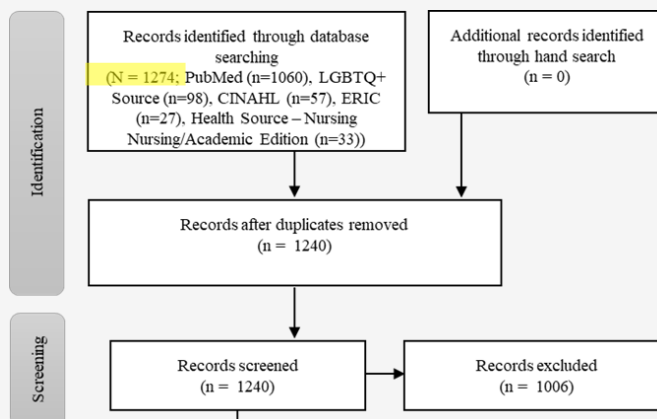 Records identified through database
searching
(N = 1274; PubMed (n=1060), LGBTQ+
Source (n=98), CINAHL (n=57), ERIC
(n=27), Health Source – Nursing
Nursing/Academic Edition (n=33))
Additional records identified
through hand search
(n = 0)
Identification
Records after duplicates removed
(n = 1240)
Screening
Records screened
(n = 1240)
Records excluded
(n = 1006)